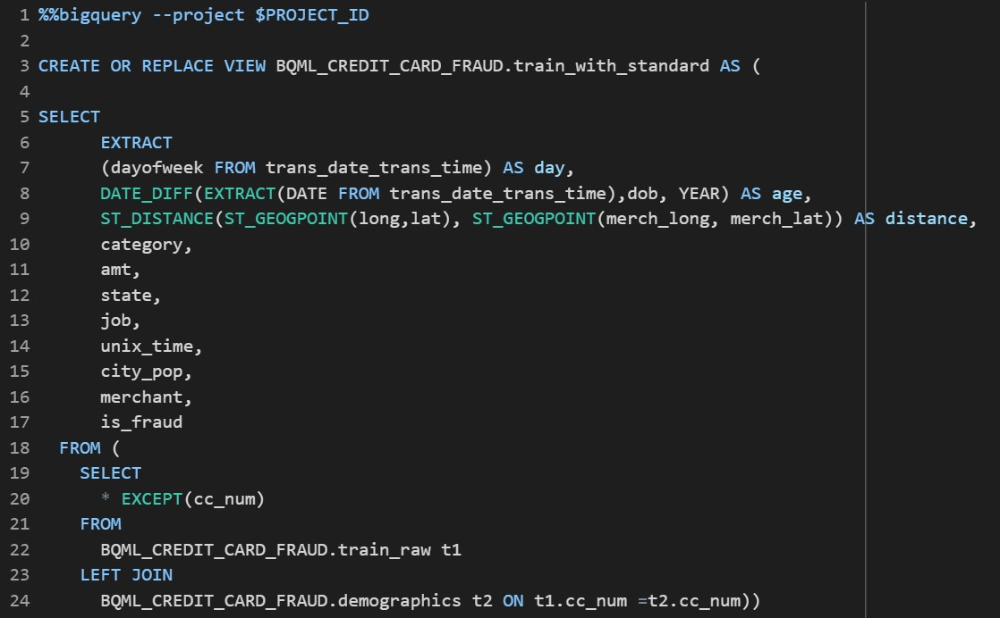 1 %%bigquery --project $PROJECT_ID
2
3 CREATE OR REPLACE VIEW BQML_CREDIT_CARD_FRAUD.train_with_standard AS (
4
5 SELECT
6       EXTRACT
7       (dayofweek FROM trans_date_trans_time) AS day,
8       DATE_DIFF(EXTRACT(DATE FROM trans_date_trans_time),dob, YEAR) AS age,
9       ST_DISTANCE(ST_GEOGPOINT(long,lat), ST_GEOGPOINT(merch_long, merch_lat)) AS distance,
10       category,
11       amt,
12       state,
13       job,
14       unix_time,
15       city_pop,
16       merchant,
17       is_fraud
18   FROM (
19     SELECT
20       * EXCEPT(cc_num)
21     FROM
22       BQML_CREDIT_CARD_FRAUD.train_raw t1
23     LEFT JOIN
24       BQML_CREDIT_CARD_FRAUD.demographics t2 ON t1.cc_num =t2.cc_num))